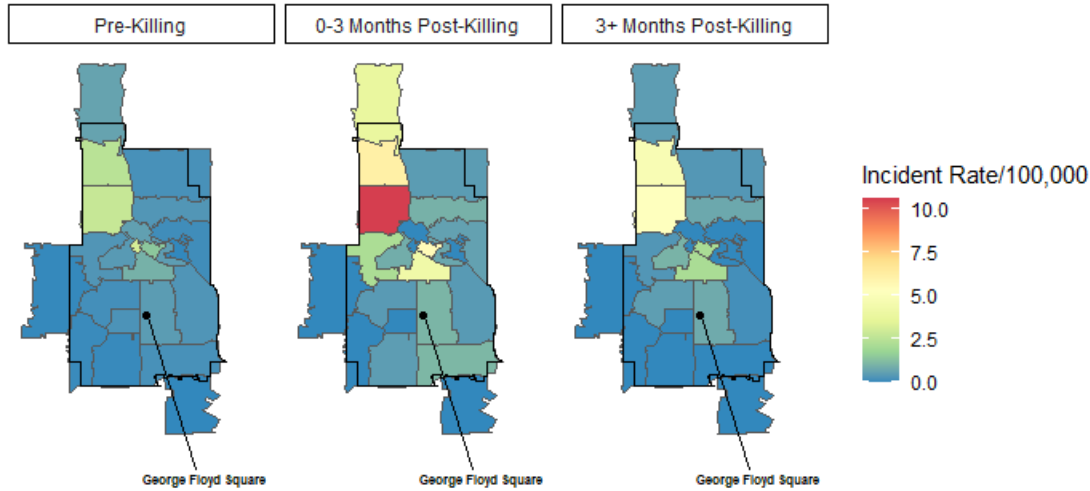 Pre-Killing
0-3 Months Post-Killing
3+ Months Post-Killing
Incident Rate/100,000
10.0
7.5
5.0
2.5
0.0
George Floyd Square
George Floyd Square
George Floyd Square